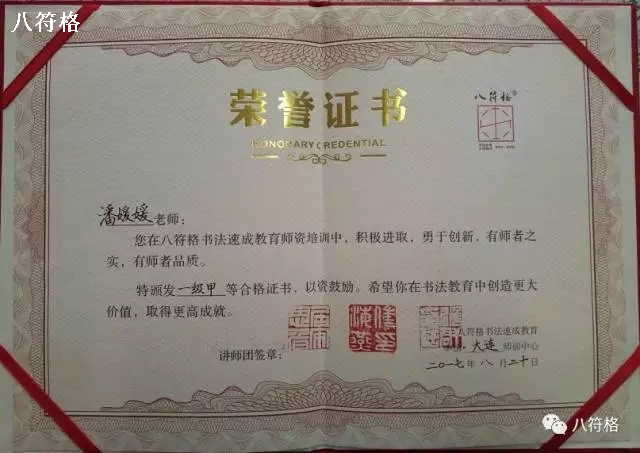 八符格
荣誉证书
HONORARY CREDENTIAL
八符格®
潘媛媛老师：
您在八符格书法速成教育师资培训中，积极进取，勇于创新，有师者之
实，有师者品质。
特颁发一级甲等合格证书，以资鼓励。希望你在书法教育中创造更大
价值，取得更高成就。
八符格书法速成教育
大连 师训中心
讲师团签章：
二〇一七年八月二十日
八符格